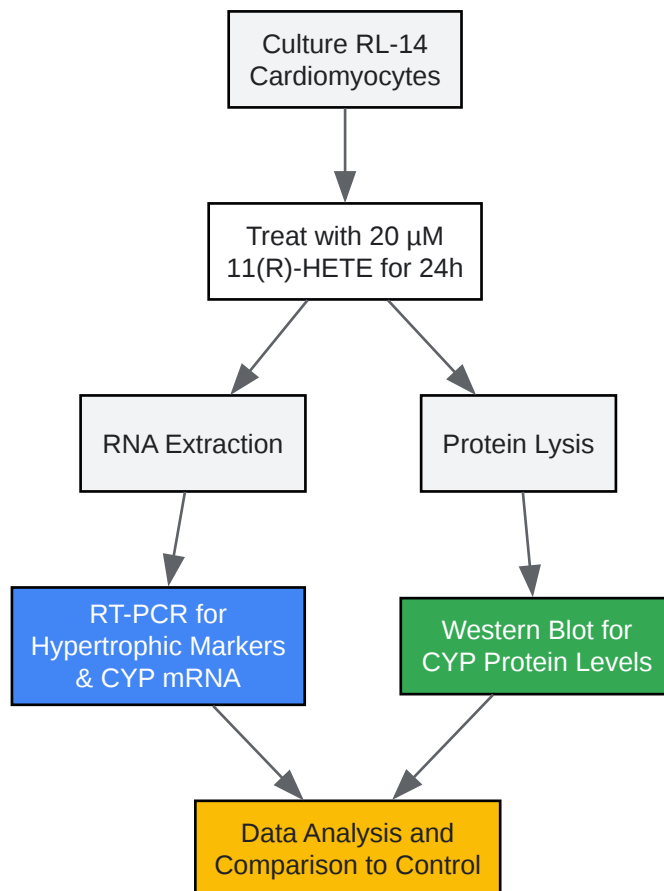 Culture RL-14
Cardiomyocytes
Treat with 20 µM
11(R)-HETE for 24h
RNA Extraction
Protein Lysis
RT-PCR for
Hypertrophic Markers
& CYP mRNA
Western Blot for
CYP Protein Levels
Data Analysis and
Comparison to Control